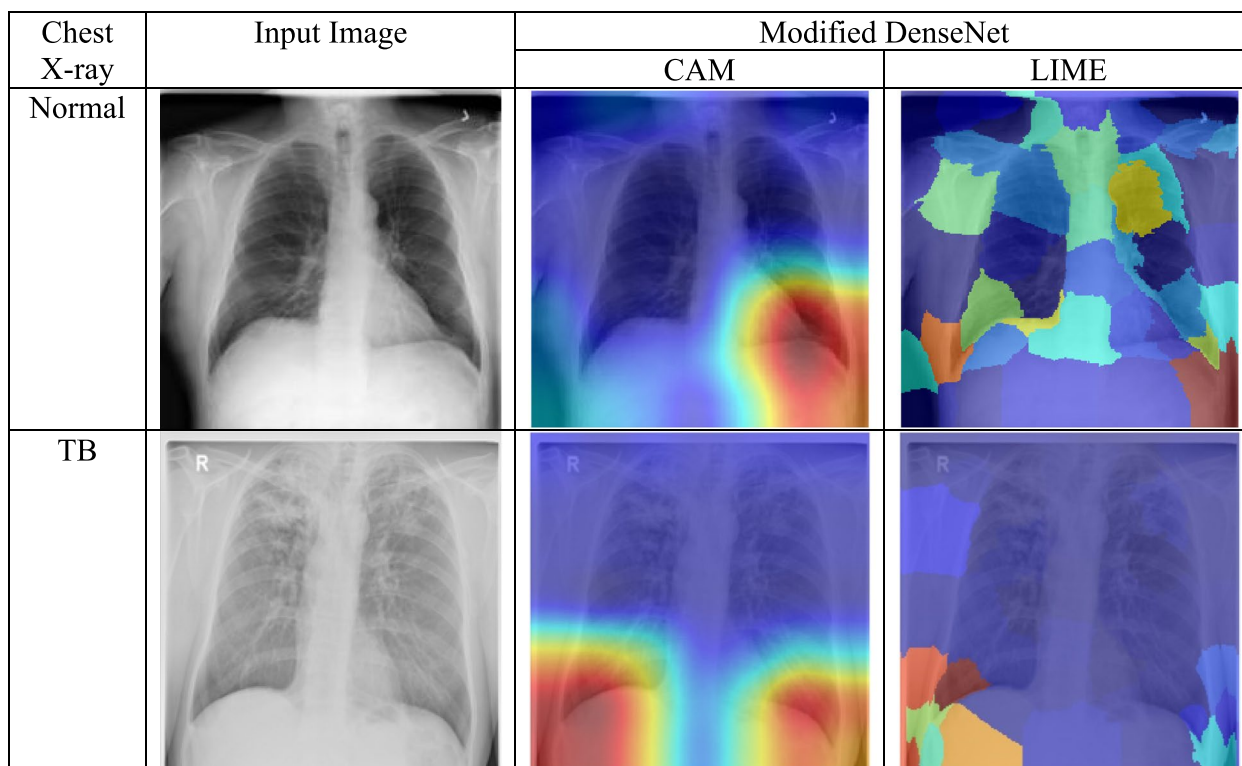 Chest
X-ray
Input Image
Modified DenseNet
CAM
LIME
Normal
TB
R
R
R